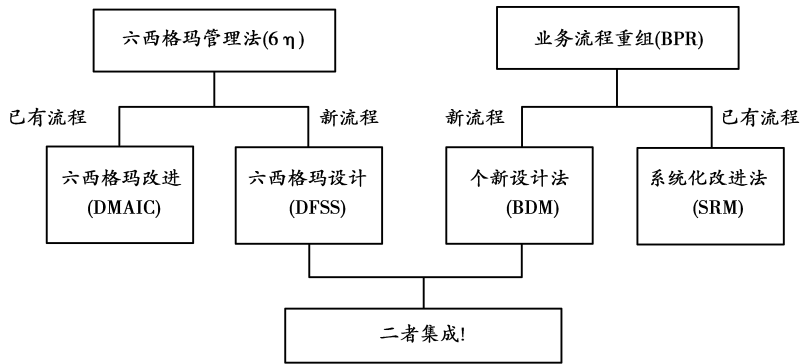 六西格玛管理法(6η)
业务流程重组(BPR)
已有流程
新流程
新流程
已有流程
六西格玛改进
(DMAIC)
六西格玛设计
(DFSS)
个新设计法
(BDM)
系统化改进法
(SRM)
二者集成!